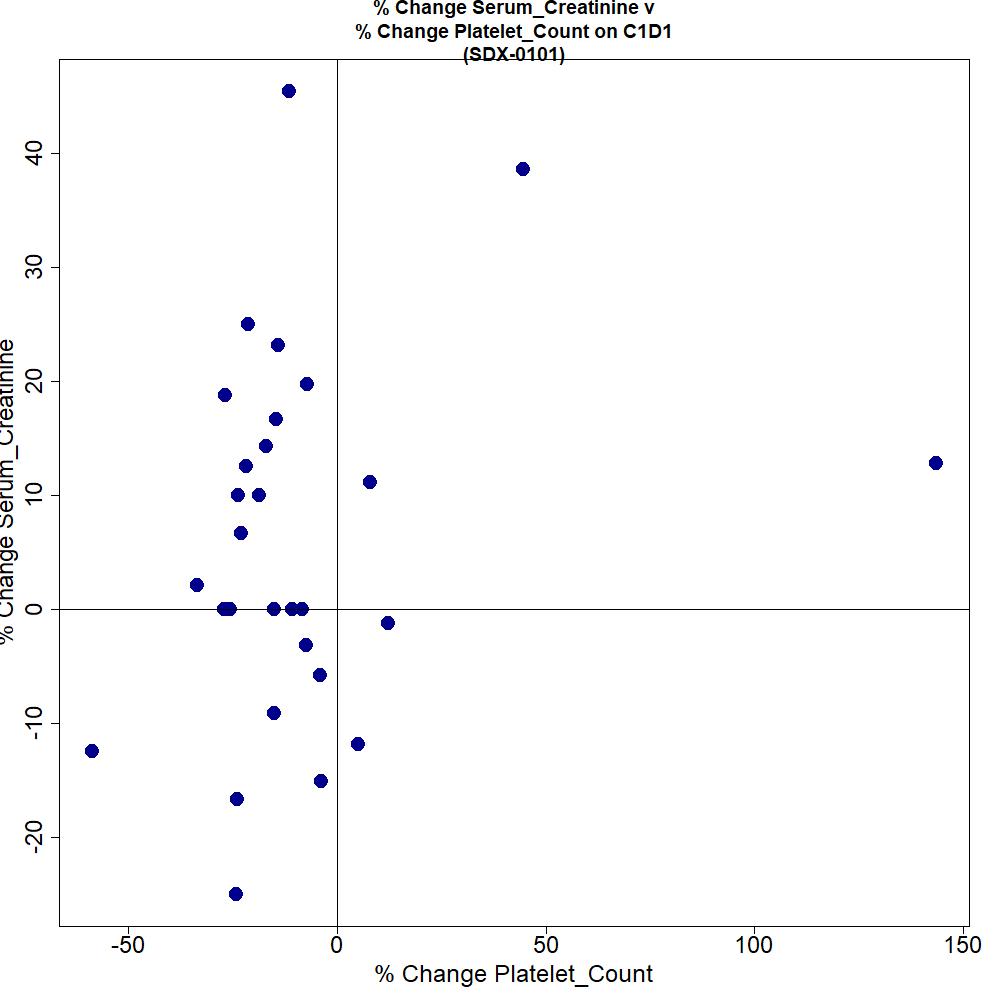 % Change Serum_Creatinine v
% Change Platelet_Count on C1D1
(SDX-0101)
% Change Serum_Creatinine
40
30
20
10
0
-10
-20
-50
0
50
100
150
% Change Platelet_Count